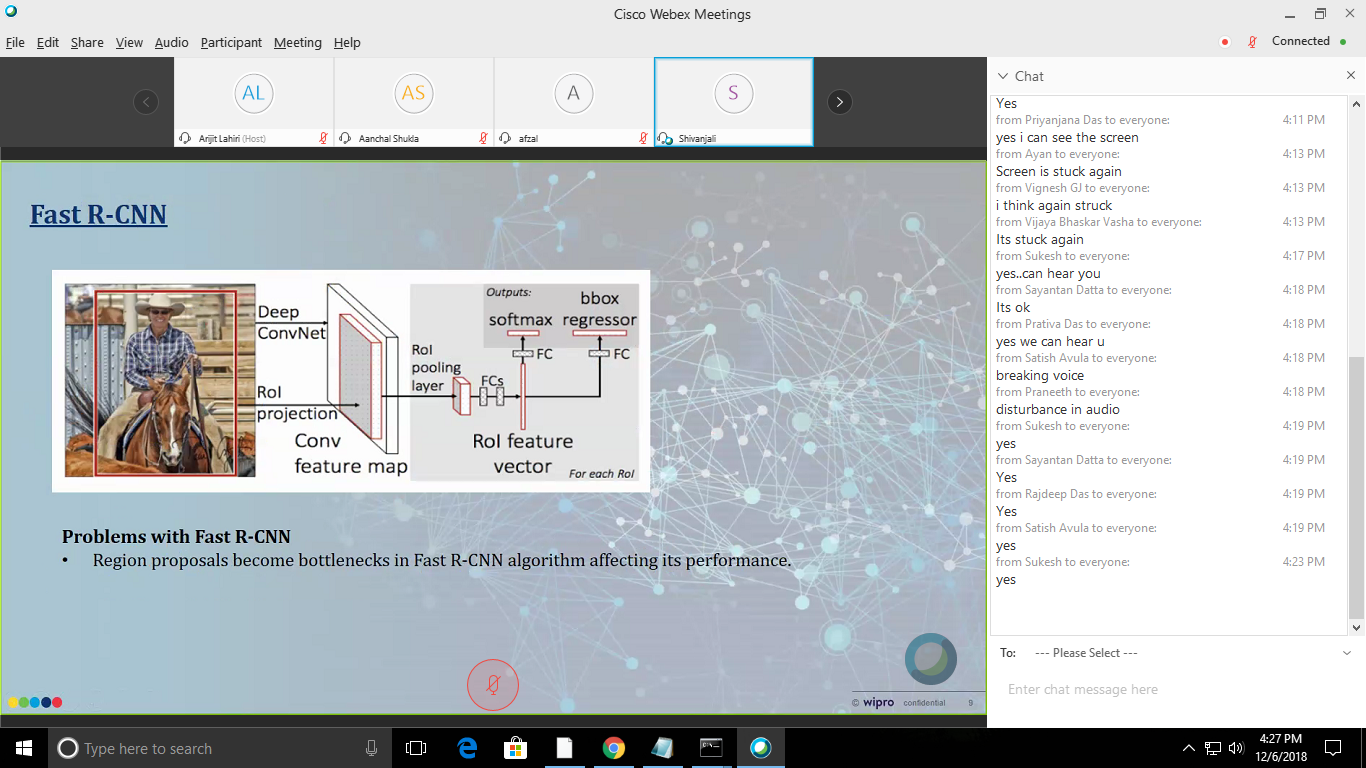 Cisco Webex Meetings
File Edit Share View Audio Participant Meeting Help
Connected
AL
AS
A
S
Arijit Lahiri (Host)
Aanchal Shukla
afzal
Shivanjali
Fast R-CNN
Deep
ConvNet
RoI
projection
Conv
feature map
RoI
pooling
layer
FCs
Outputs:
softmax
bbox
regressor
FC
FC
RoI feature
vector
For each RoI
Problems with Fast R-CNN
• Region proposals become bottlenecks in Fast R-CNN algorithm affecting its performance.
© wipro confidential 9
Chat
Yes
from Priyanjana Das to everyone: 4:11 PM
yes i can see the screen
from Ayan to everyone: 4:13 PM
Screen is stuck again
from Vignesh GJ to everyone: 4:13 PM
i think again struck
from Vijaya Bhaskar Vasha to everyone: 4:13 PM
Its stuck again
from Sukesh to everyone: 4:17 PM
yes..can hear you
from Sayantan Datta to everyone: 4:18 PM
Its ok
from Prativa Das to everyone: 4:18 PM
yes we can hear u
from Satish Avula to everyone: 4:18 PM
breaking voice
from Praneeth to everyone: 4:18 PM
disturbance in audio
from Sukesh to everyone: 4:19 PM
yes
from Sayantan Datta to everyone: 4:19 PM
Yes
from Rajdeep Das to everyone: 4:19 PM
Yes
from Satish Avula to everyone: 4:19 PM
yes
from Sukesh to everyone: 4:23 PM
yes
To: --- Please Select ---
Enter chat message here
Type here to search
4:27 PM
12/6/2018